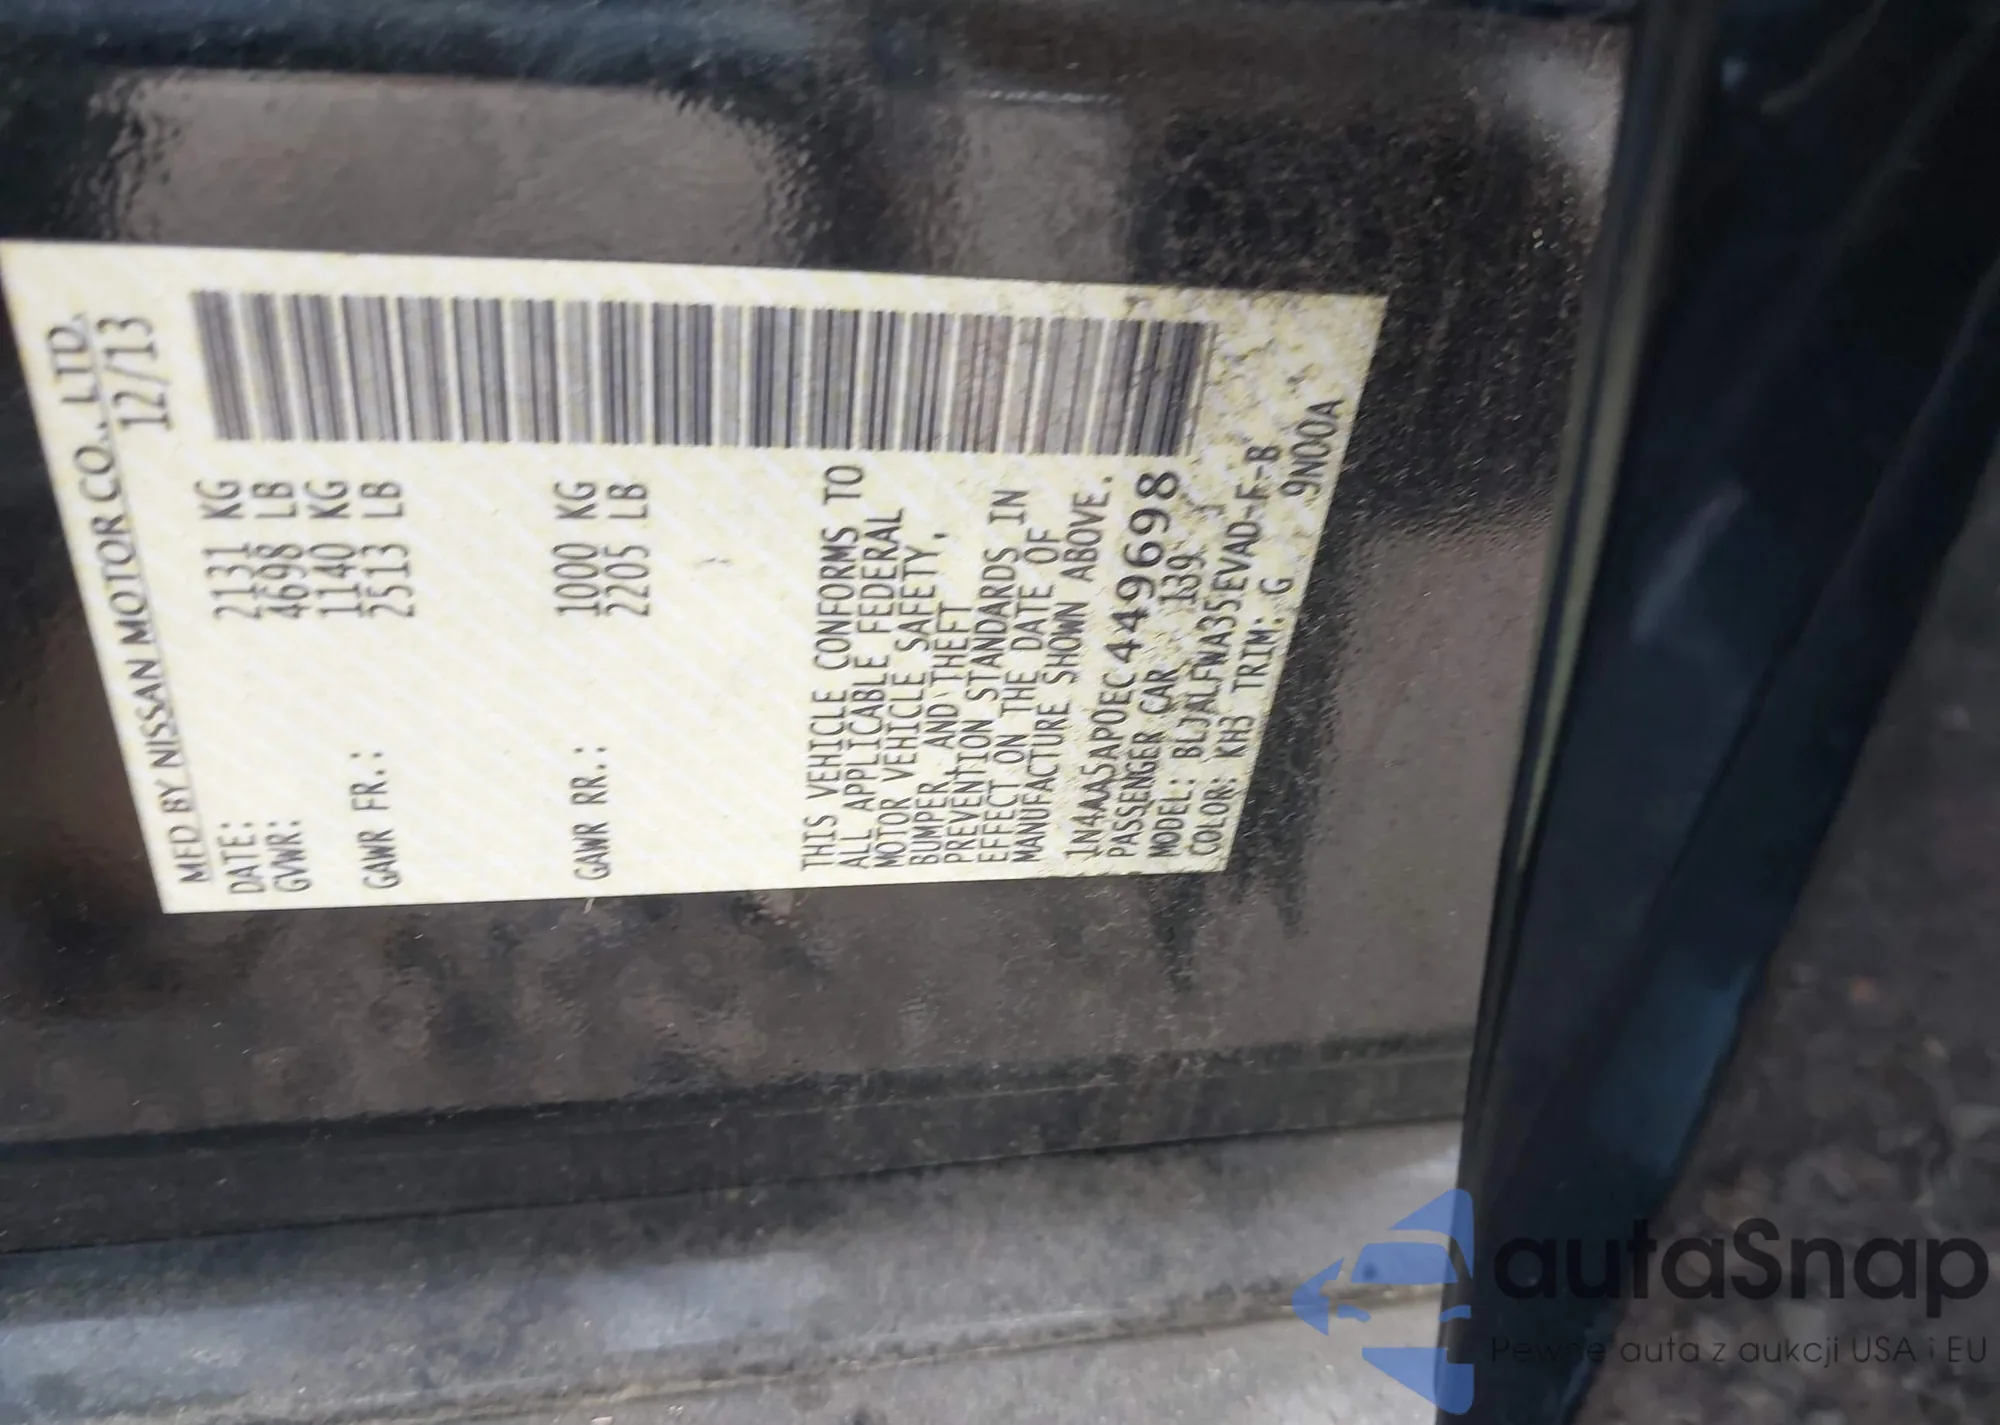 MFD BY NISSAN MOTOR CO., LTD.
DATE: 12/13
GVWR: 2131 KG
4698 LB
GAWR FR.: 1140 KG
2513 LB
GAWR RR.: 1000 KG
2205 LB
THIS VEHICLE CONFORMS TO
ALL APPLICABLE FEDERAL
MOTOR VEHICLE SAFETY,
BUMPER, AND THEFT
PREVENTION STANDARDS IN
EFFECT ON THE DATE OF
MANUFACTURE SHOWN ABOVE.
1N4AA5AP0EC449698
PASSENGER CAR 139 1
MODEL: BLJALFWA35EVAD-F-B
COLOR: KH3 TRIM: G 9N00A
autaSnap
Pewne auta z aukcji USA i EU